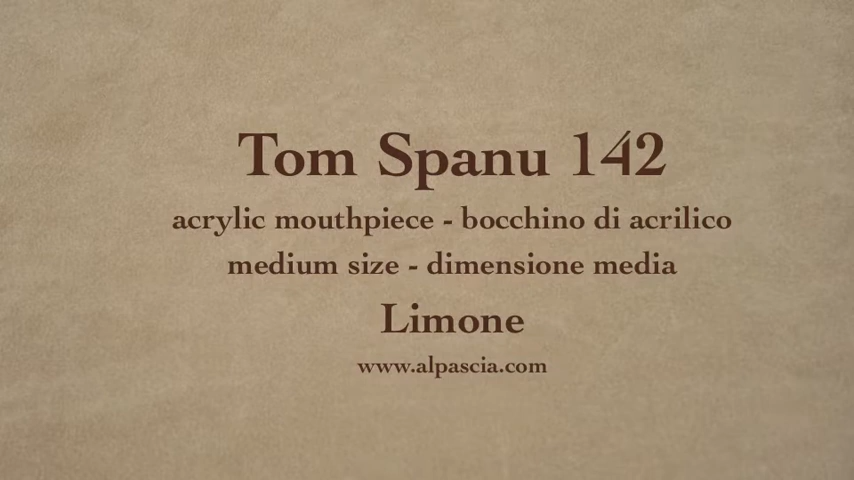 Tom Spanu 142
acrylic mouthpiece - bocchino di acrilico
medium size - dimensione media
Limone
www.alpascia.com